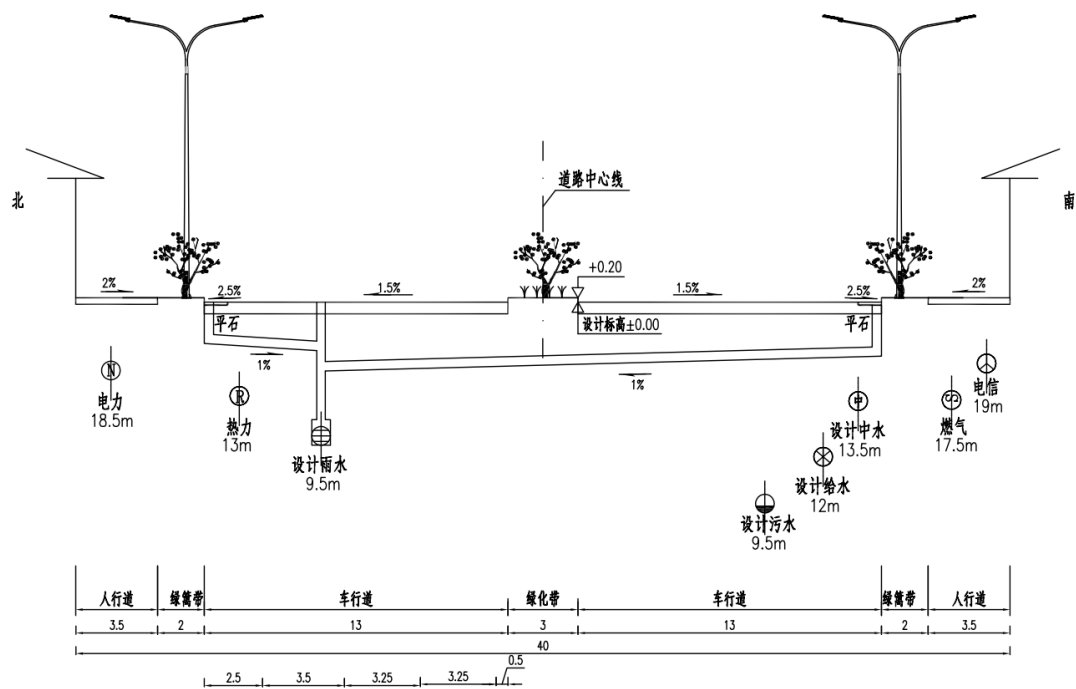 北
南
道路中心线
+0.20
2%
2.5%
1.5%
1.5%
2.5%
2%
平石
设计标高±0.00
平石
1%
1%
N
电力
18.5m
R
热力
13m
设计雨水
9.5m
中
设计中水
13.5m
S
燃气
17.5m
电信
19m
设计给水
12m
设计污水
9.5m
人行道
绿篱带
车行道
绿化带
车行道
绿篱带
人行道
3.5
2
13
3
13
2
3.5
40
2.5
3.5
3.25
3.25
0.5